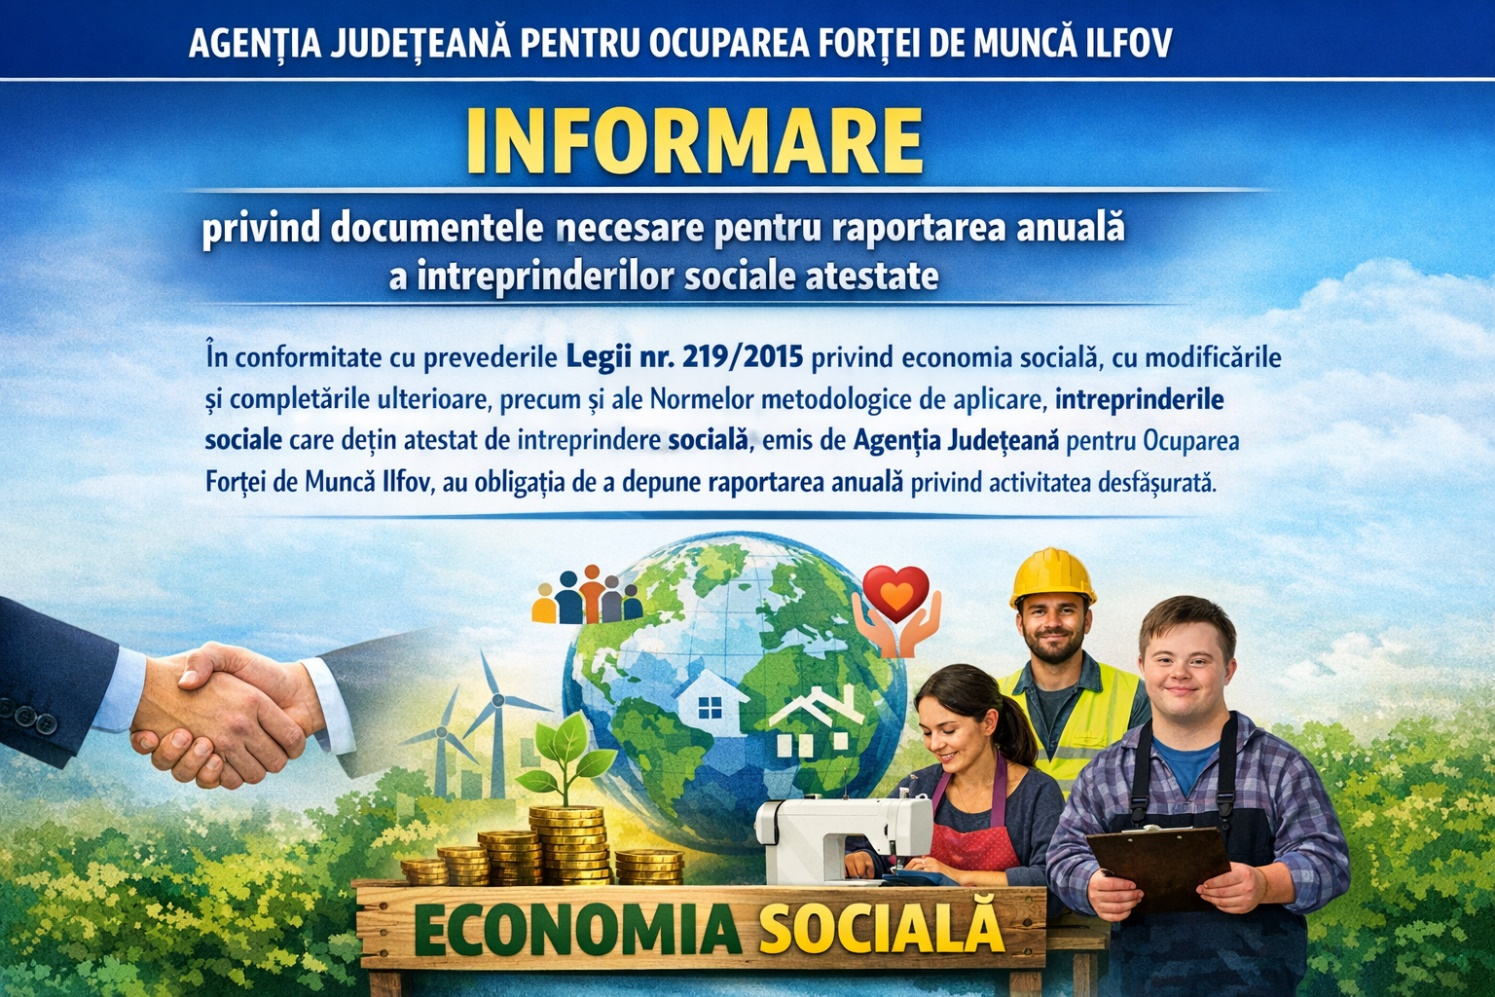 AGENȚIA JUDEȚEANĂ PENTRU OCUPAREA FORȚEI DE MUNCĂ ILFOV
INFORMARE
privind documentele necesare pentru raportarea anuală
a intreprinderilor sociale atestate
În conformitate cu prevederile Legii nr. 219/2015 privind economia socială, cu modificările
și completările ulterioare, precum și ale Normelor metodologice de aplicare, intreprinderile
sociale care dețin atestat de intreprindere socială, emis de Agenția Județeană pentru Ocuparea
Forței de Muncă Ilfov, au obligația de a depune raportarea anuală privind activitatea desfășurată.
ECONOMIA SOCIALĂ